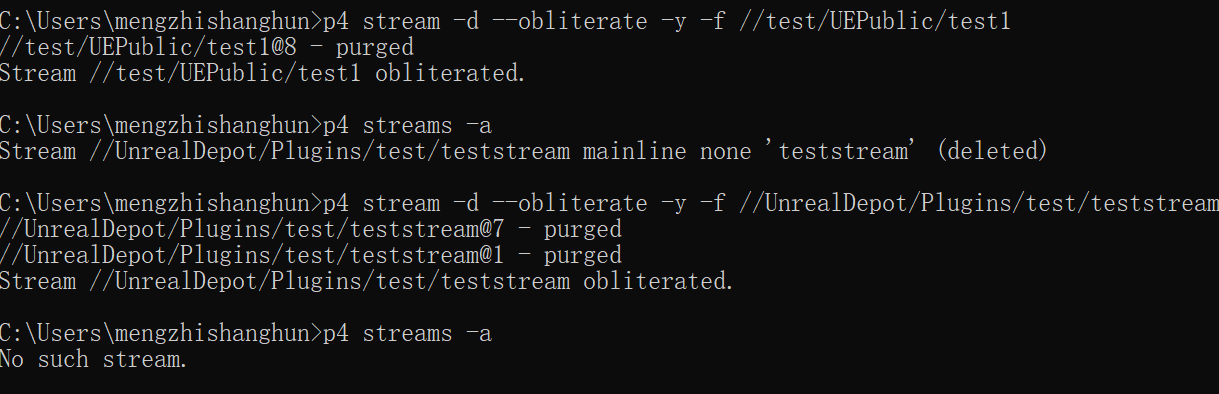 C:\Users\mengzhishanghun>p4 stream -d --obliterate -y -f //test/UEPublic/test1
//test/UEPublic/test1@8 - purged
Stream //test/UEPublic/test1 obliterated.
C:\Users\mengzhishanghun>p4 streams -a
Stream //UnrealDepot/Plugins/test/teststream mainline none 'teststream' (deleted)
C:\Users\mengzhishanghun>p4 stream -d --obliterate -y -f //UnrealDepot/Plugins/test/teststream
//UnrealDepot/Plugins/test/teststream@7 - purged
//UnrealDepot/Plugins/test/teststream@1 - purged
Stream //UnrealDepot/Plugins/test/teststream obliterated.
C:\Users\mengzhishanghun>p4 streams -a
No such stream.